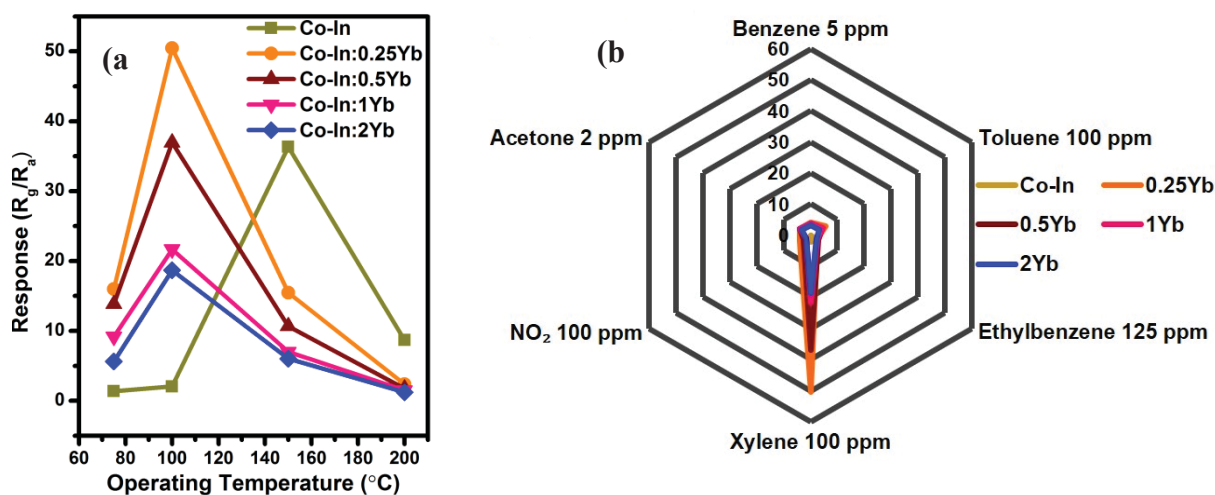 (a
Co-In
Co-In:0.25Yb
Co-In:0.5Yb
Co-In:1Yb
Co-In:2Yb
Response (Rg/Ra)
50
40
30
20
10
0
60 80 100 120 140 160 180 200
Operating Temperature (°C)
(b)
Benzene 5 ppm
60
50
40
30
20
10
0
Acetone 2 ppm
Toluene 100 ppm
NO₂ 100 ppm
Ethylbenzene 125 ppm
Xylene 100 ppm
Co-In 0.25Yb
0.5Yb 1Yb
2Yb